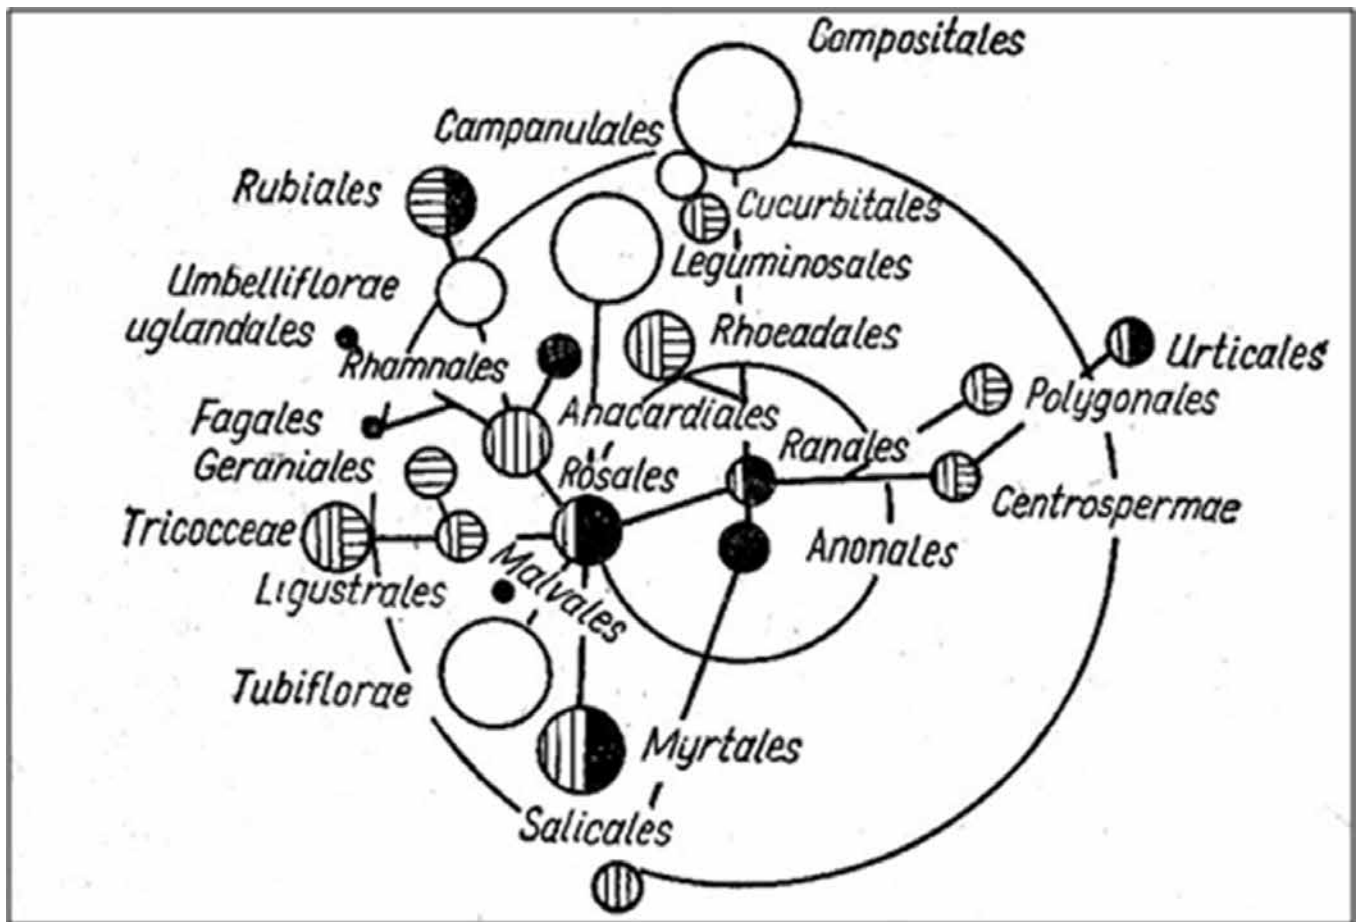 Compositales
Campanulales
Rubiales
Cucurbitales
Leguminosales
Umbelliflorae
uglandales
Rhoeadales
Urticales
Rhamnales
Polygonales
Fagales
Anacardiales
Ranales
Geraniales
Rosales
Centrospermae
Tricocceae
Anonales
Ligustrales
Malvales
Tubiflorae
Myrtales
Salicales